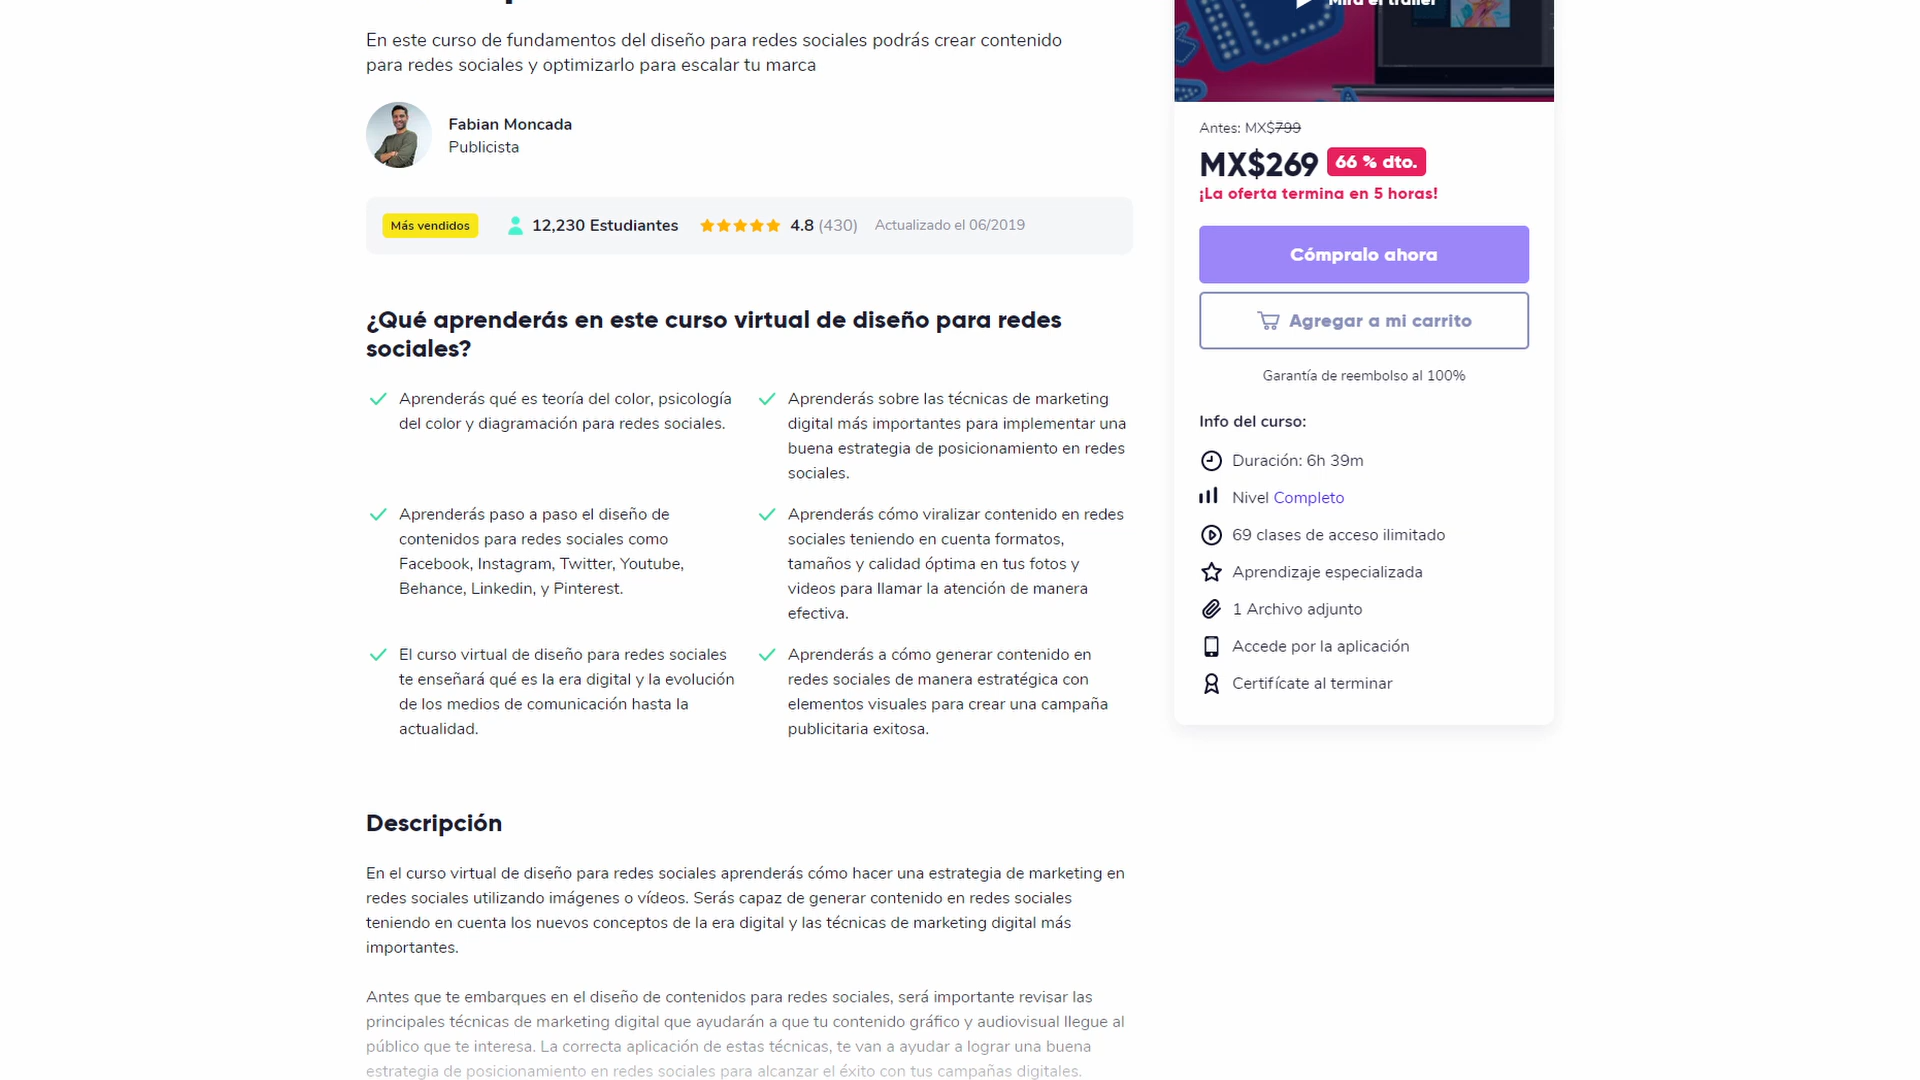 Mira el tráiler
En este curso de fundamentos del diseño para redes sociales podrás crear contenido
para redes sociales y optimizarlo para escalar tu marca
Fabian Moncada
Publicista
Más vendidos
12,230 Estudiantes
4.8 (430)
Actualizado el 06/2019
¿Qué aprenderás en este curso virtual de diseño para redes
sociales?
Aprenderás qué es teoría del color, psicología
del color y diagramación para redes sociales.
Aprenderás sobre las técnicas de marketing
digital más importantes para implementar una
buena estrategia de posicionamiento en redes
sociales.
Aprenderás paso a paso el diseño de
contenidos para redes sociales como
Facebook, Instagram, Twitter, Youtube,
Behance, Linkedin, y Pinterest.
Aprenderás cómo viralizar contenido en redes
sociales teniendo en cuenta formatos,
tamaños y calidad óptima en tus fotos y
videos para llamar la atención de manera
efectiva.
El curso virtual de diseño para redes sociales
te enseñará qué es la era digital y la evolución
de los medios de comunicación hasta la
actualidad.
Aprenderás a cómo generar contenido en
redes sociales de manera estratégica con
elementos visuales para crear una campaña
publicitaria exitosa.
Descripción
En el curso virtual de diseño para redes sociales aprenderás cómo hacer una estrategia de marketing en
redes sociales utilizando imágenes o vídeos. Serás capaz de generar contenido en redes sociales
teniendo en cuenta los nuevos conceptos de la era digital y las técnicas de marketing digital más
importantes.
Antes que te embarques en el diseño de contenidos para redes sociales, será importante revisar las
principales técnicas de marketing digital que ayudarán a que tu contenido gráfico y audiovisual llegue al
público que te interesa. La correcta aplicación de estas técnicas, te van a ayudar a lograr una buena
estrategia de posicionamiento en redes sociales para alcanzar el éxito con tus campañas digitales.
Antes: MX$799
MX$269 66 % dto.
¡La oferta termina en 5 horas!
Cómpralo ahora
Agregar a mi carrito
Garantía de reembolso al 100%
Info del curso:
Duración: 6h 39m
Nivel Completo
69 clases de acceso ilimitado
Aprendizaje especializada
1 Archivo adjunto
Accede por la aplicación
Certifícate al terminar